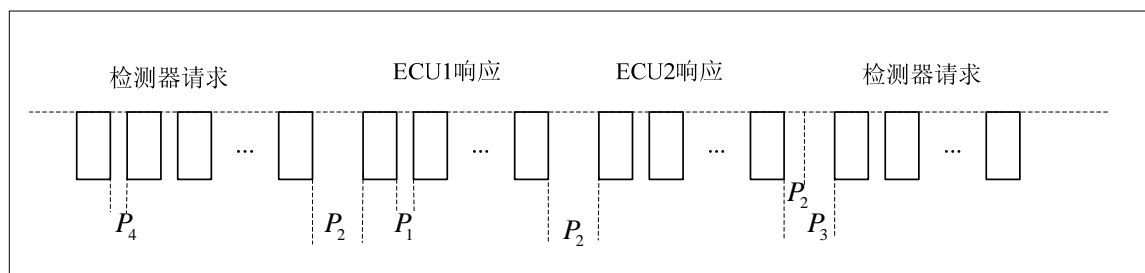 检测器请求 ECU1响应 ECU2响应 检测器请求
... ... ... ...
P4 P2 P1 P2 P2 P3